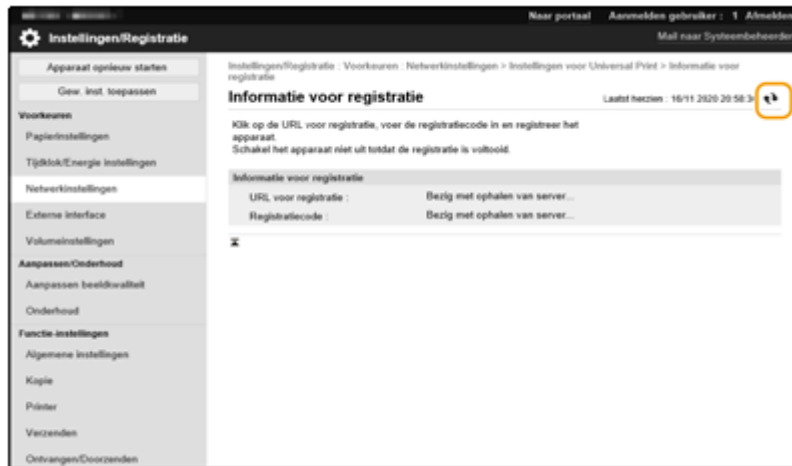 Naar portaal Aanmelden gebruiker : 1 Afmelden
Instellingen/Registratie
Mail naar Systeembeheerder
Apparaat opnieuw starten
Gew. inst. toepassen
Voorkeuren
Papierinstellingen
Tijdklok/Energie instellingen
Netwerkinstellingen
Externe interface
Volumeinstellingen
Aanpassen/Onderhoud
Aanpassen beeldkwaliteit
Onderhoud
Functie-instellingen
Algemene instellingen
Kopie
Printer
Verzenden
Ontvangen/Doorzenden
Instellingen/Registratie : Voorkeuren : Netwerkinstellingen > Instellingen voor Universal Print > Informatie voor
registratie
Informatie voor registratie
Laatst herzien : 16/11 2020 20:58:3
Klik op de URL voor registratie, voer de registratiecode in en registreer het
apparaat.
Schakel het apparaat niet uit totdat de registratie is voltooid.
Informatie voor registratie
URL voor registratie : Bezig met ophalen van server...
Registratiecode : Bezig met ophalen van server...